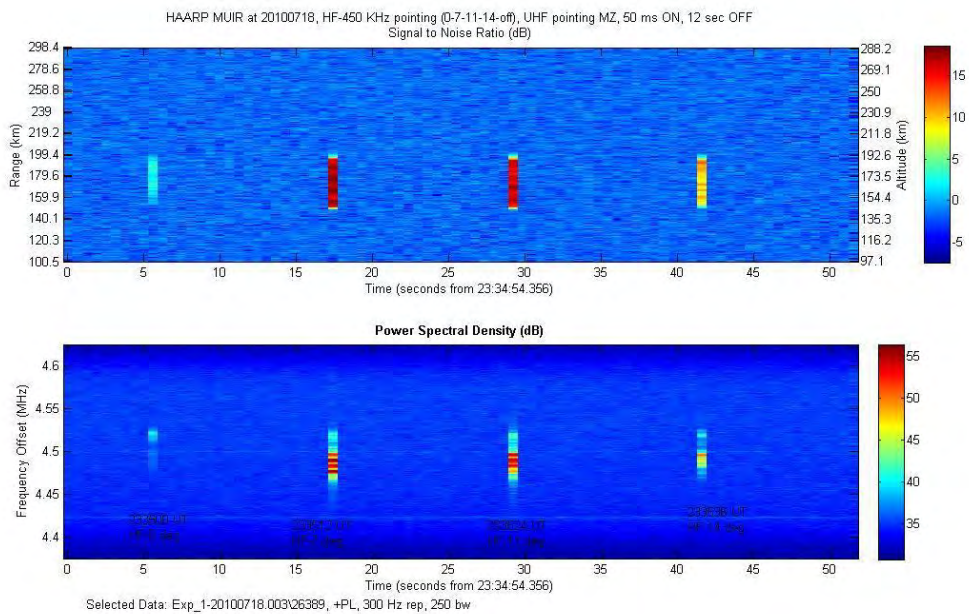 HAARP MUIR at 20100718, HF-450 KHz pointing (0-7-11-14-off), UHF pointing MZ, 50 ms ON, 12 sec OFF
Signal to Noise Ratio (dB)
298.4
278.6
258.8
239
219.2
199.4
179.6
159.9
140.1
120.3
100.5
Range (km)
288.2
269.1
250
230.9
211.8
192.6
173.5
154.4
135.3
116.2
97.1
Altitude (km)
15
10
5
0
-5
0 5 10 15 20 25 30 35 40 45 50
Time (seconds from 23:34:54.356)
Power Spectral Density (dB)
4.6
4.55
4.5
4.45
4.4
Frequency Offset (MHz)
55
50
45
40
35
233636 UT
HF 14 deg
0 5 10 15 20 25 30 35 40 45 50
Time (seconds from 23:34:54.356)
Selected Data: Exp_1-20100718.003\26389, +PL, 300 Hz rep, 250 bw